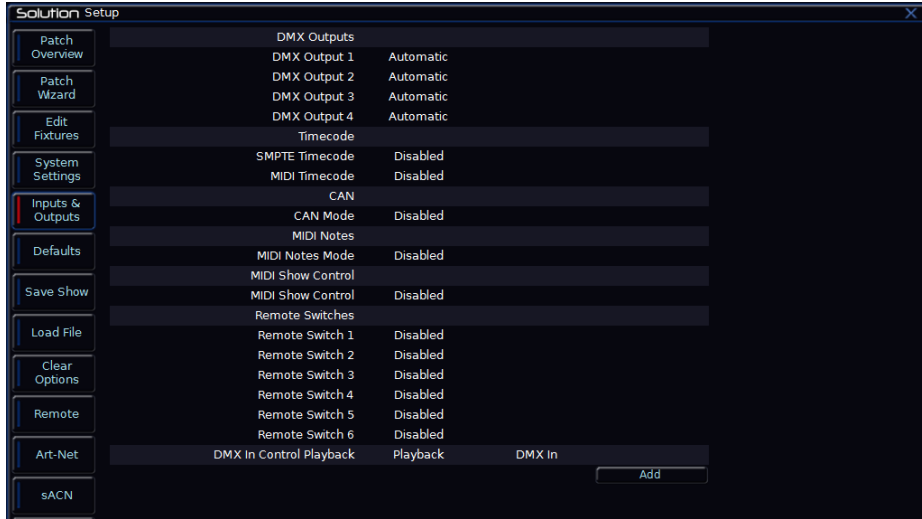 Solution Setup
X
Patch
Overview
Patch
Wizard
Edit
Fixtures
System
Settings
Inputs &
Outputs
Defaults
Save Show
Load File
Clear
Options
Remote
Art-Net
sACN
DMX Outputs
DMX Output 1 Automatic
DMX Output 2 Automatic
DMX Output 3 Automatic
DMX Output 4 Automatic
Timecode
SMPTE Timecode Disabled
MIDI Timecode Disabled
CAN
CAN Mode Disabled
MIDI Notes
MIDI Notes Mode Disabled
MIDI Show Control
MIDI Show Control Disabled
Remote Switches
Remote Switch 1 Disabled
Remote Switch 2 Disabled
Remote Switch 3 Disabled
Remote Switch 4 Disabled
Remote Switch 5 Disabled
Remote Switch 6 Disabled
DMX In Control Playback Playback DMX In
Add